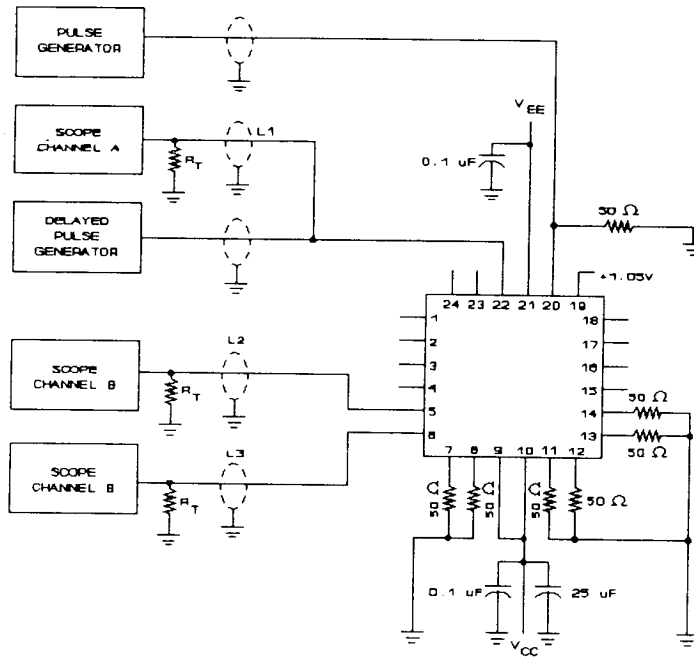 PULSE
GENERATOR
SCOPE
CHANNEL A
R_T
L1
DELAYED
PULSE
GENERATOR
V_EE
0.1 uF
50 Ω
+1.05V
24 23 22 21 20 19
1
2
3
4
5
6
18
17
16
15
14
13
7 8 9 10 11 12
SCOPE
CHANNEL B
R_T
L2
SCOPE
CHANNEL B
R_T
L3
50 Ω
50 Ω
50 Ω
50 Ω
50 Ω
50 Ω
0.1 uF
25 uF
V_CC